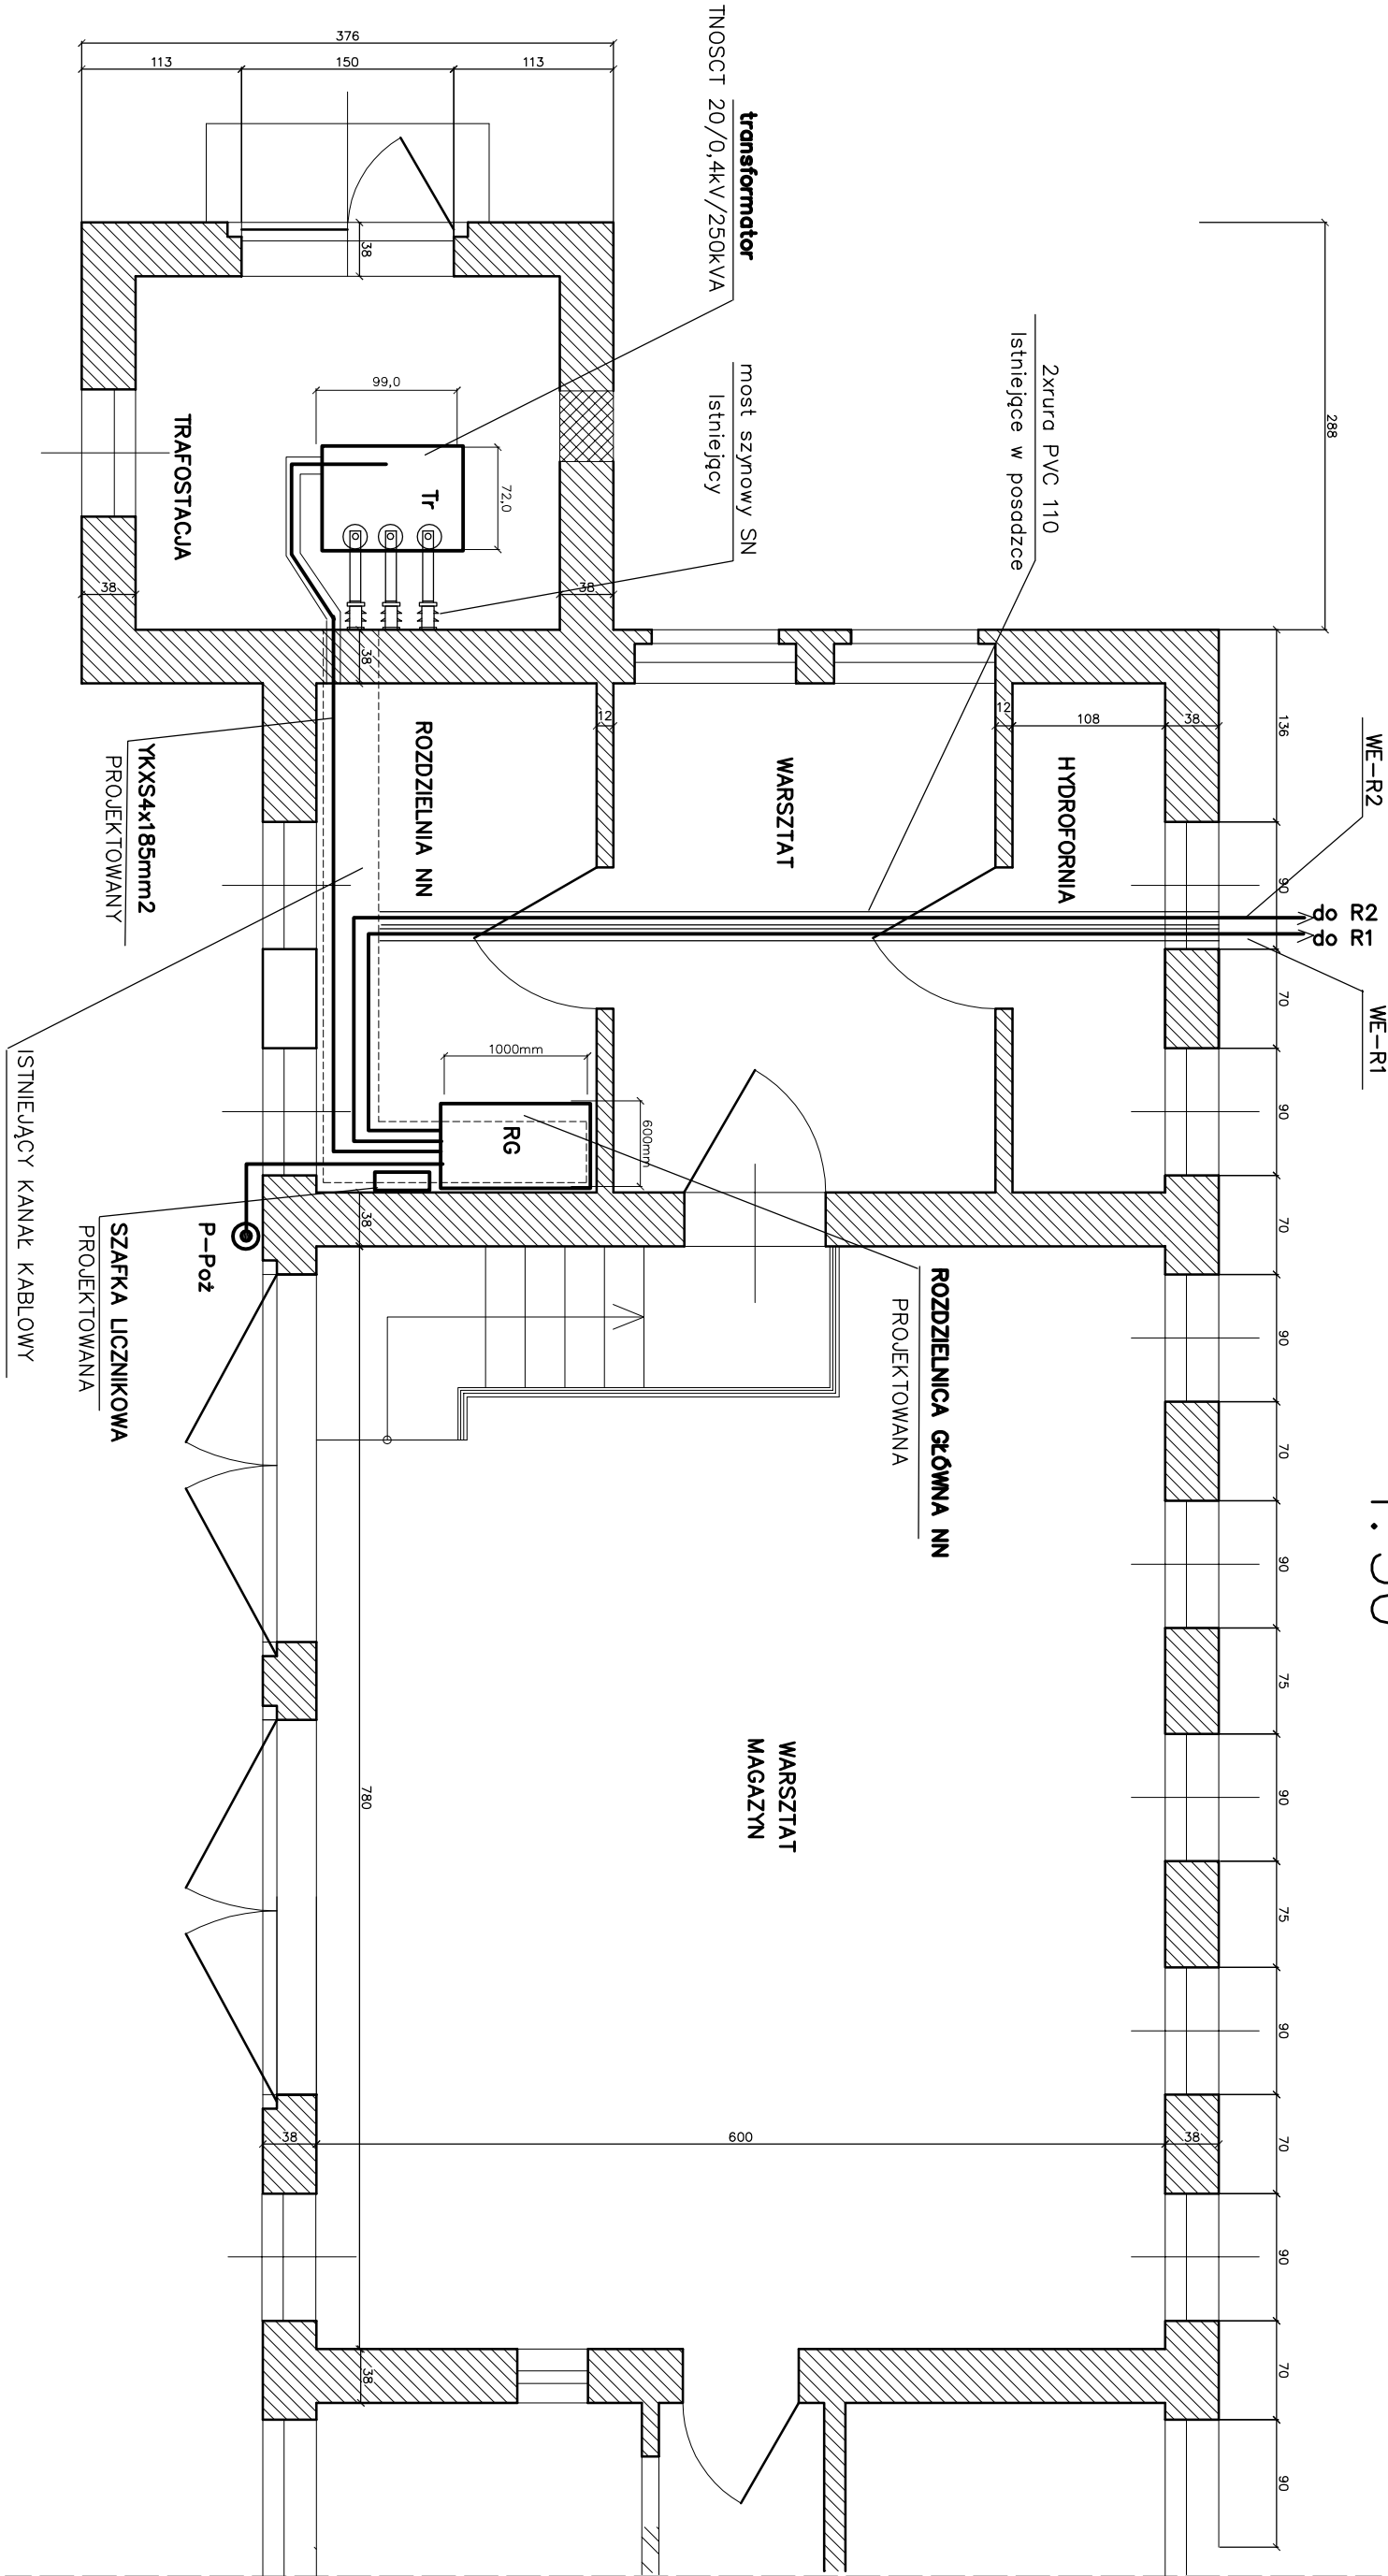 376
113
150
113
288
transformator
TNOSCT 20/0,4kV/250kVA
38
99,0
72,0
Tr
TRAFOSTACJA
38
38
most szynowy SN
Istniejący
2xrura PVC 110
Istniejące w posadzce
38
12
12
108
38
136
90
70
90
70
90
70
90
75
90
75
90
70
90
70
90
WE-R2
WE-R1
do R2
do R1
ROZDZIELNIA NN
WARSZTAT
HYDROFORNIA
YKXS4x185mm2
PROJEKTOWANY
ISTNIEJĄCY KANAŁ KABLOWY
1000mm
600mm
RG
38
P-Poż
SZAFKA LICZNIKOWA
PROJEKTOWANA
ROZDZIELNICA GŁÓWNA NN
PROJEKTOWANA
WARSZTAT
MAGAZYN
780
38
600
38
38